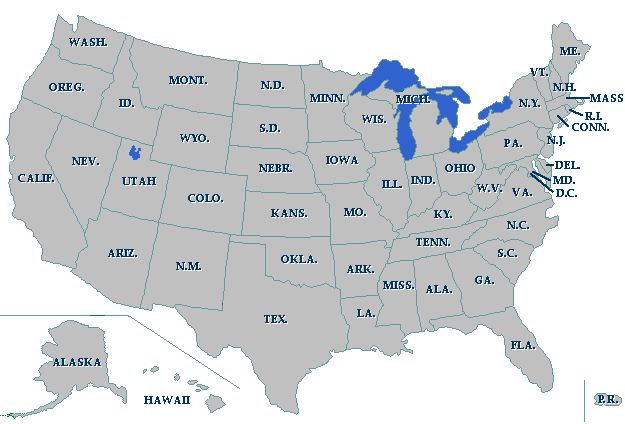 WASH.
ME.
VT.
MONT.
N.D.
N.H.
OREG.
MINN.
MICH.
MASS
ID.
N.Y.
R.I.
WIS.
CONN.
S.D.
WYO.
PA.
N.J.
NEV.
IOWA
NEBR.
OHIO
DEL.
CALIF.
UTAH
ILL.
IND.
MD.
W.V.
VA.
D.C.
COLO.
KANS.
MO.
KY.
N.C.
TENN.
ARIZ.
S.C.
OKLA.
N.M.
ARK.
GA.
MISS.
ALA.
LA.
TEX.
FLA.
ALASKA
HAWAII
P.R.